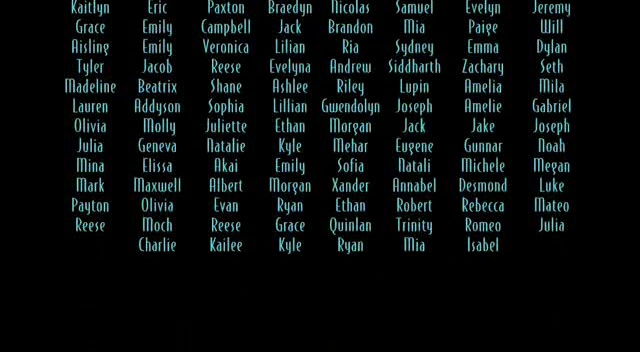 Kaitlyn Eric Paxton Braedyn Nicolas Samuel Evelyn Jeremy
Grace Emily Campbell Jack Brandon Mia Paige Will
Aisling Emily Veronica Lilian Ria Sydney Emma Dylan
Tyler Jacob Reese Evelyna Andrew Siddharth Zachary Seth
Madeline Beatrix Shane Ashlee Riley Lupin Amelia Mila
Lauren Addyson Sophia Lillian Gwendolyn Joseph Amelie Gabriel
Olivia Molly Juliette Ethan Morgan Jack Jake Joseph
Julia Geneva Natalie Kyle Mehar Eugene Gunnar Noah
Mina Elissa Akai Emily Sofia Natali Michele Megan
Mark Maxwell Albert Morgan Xander Annabel Desmond Luke
Payton Olivia Evan Ryan Ethan Robert Rebecca Mateo
Reese Moch Reese Grace Quinlan Trinity Romeo Julia
Charlie Kailee Kyle Ryan Mia Isabel